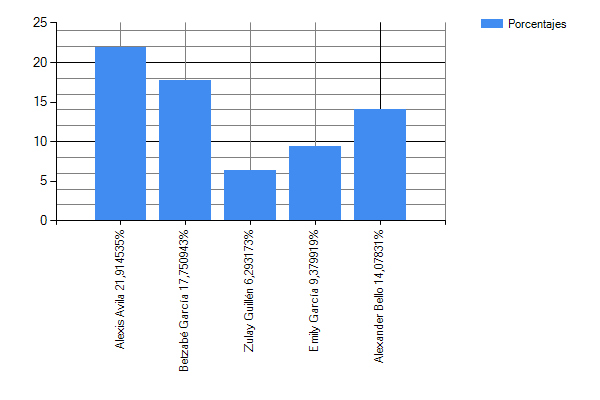 25
20
15
10
5
0
Alexis Avila 21,914535%
Betzabé García 17,750943%
Zulay Guillén 6,293173%
Emily García 9,379919%
Alexander Bello 14,07831%
Porcentajes